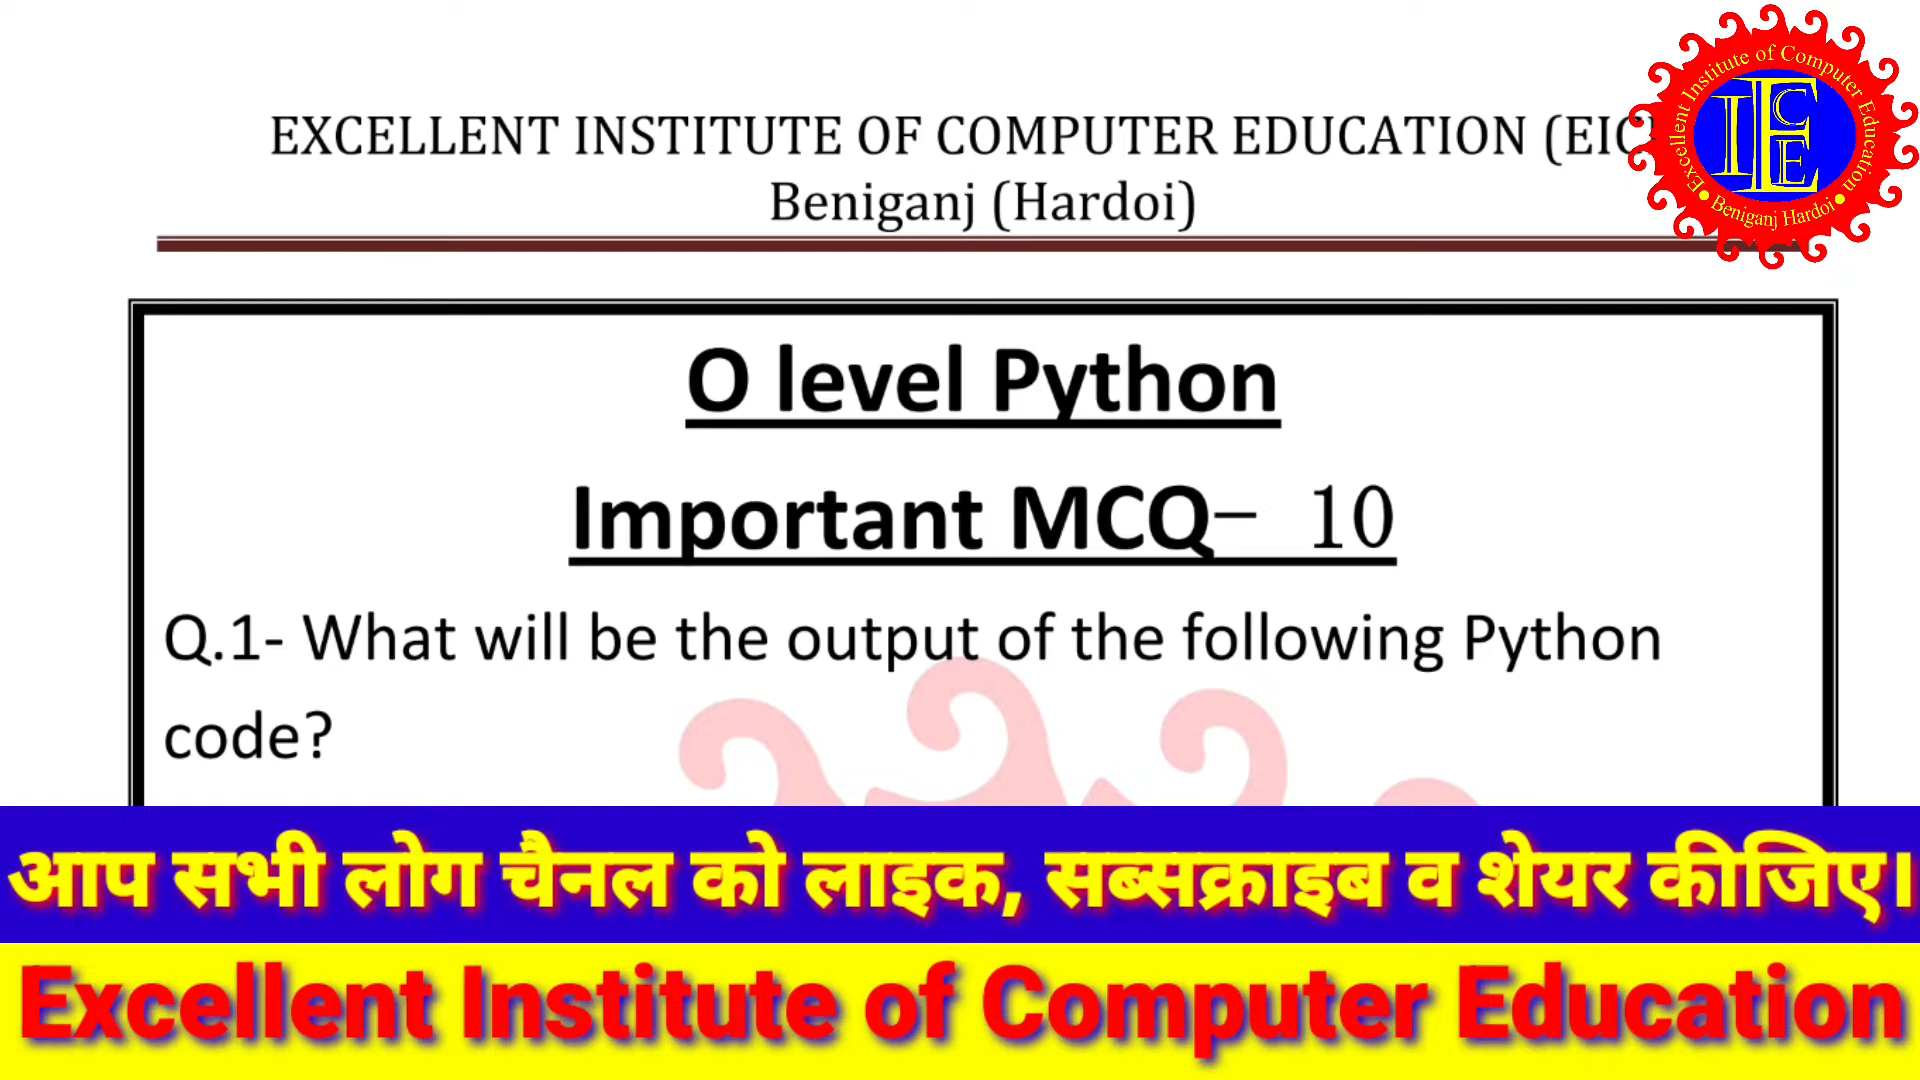 EXCELLENT INSTITUTE OF COMPUTER EDUCATION (EIC
Beniganj (Hardoi)
Excellent Institute of Computer Education
IECE
• Beniganj Hardoi •
O level Python
Important MCQ- 10
Q.1- What will be the output of the following Python
code?
आप सभी लोग चैनल को लाइक, सब्सक्राइब व शेयर कीजिए।
Excellent Institute of Computer Education